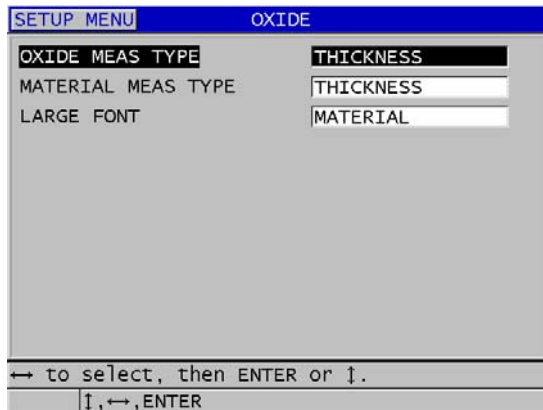 SETUP MENU OXIDE
OXIDE MEAS TYPE THICKNESS
MATERIAL MEAS TYPE THICKNESS
LARGE FONT MATERIAL
↔ to select, then ENTER or ↕.
↕,↔,ENTER